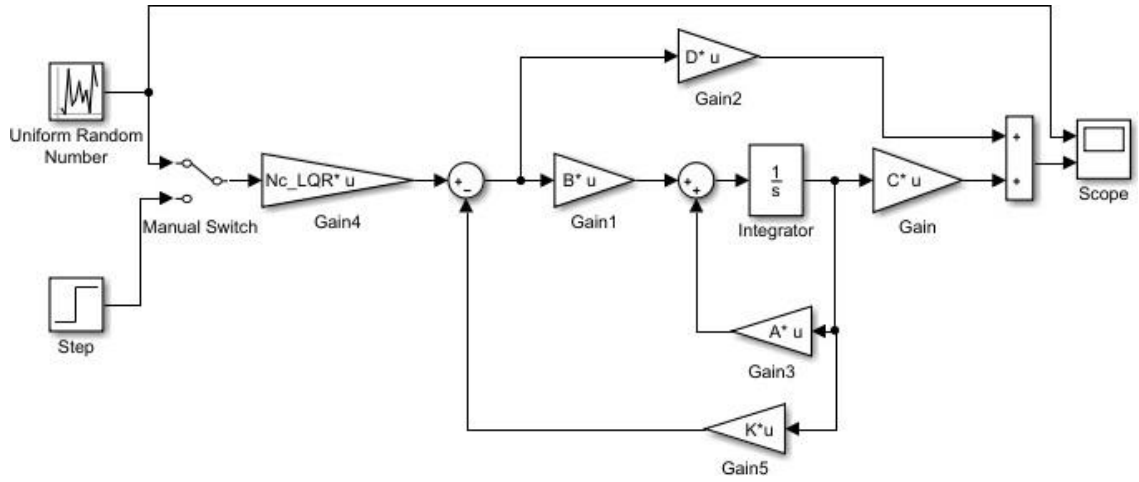 D* u
Gain2
Uniform Random
Number
Nc_LQR* u
Gain4
Manual Switch
+
−
B* u
Gain1
+
+
1
s
Integrator
C* u
Gain
+
+
Scope
Step
A* u
Gain3
K*u
Gain5